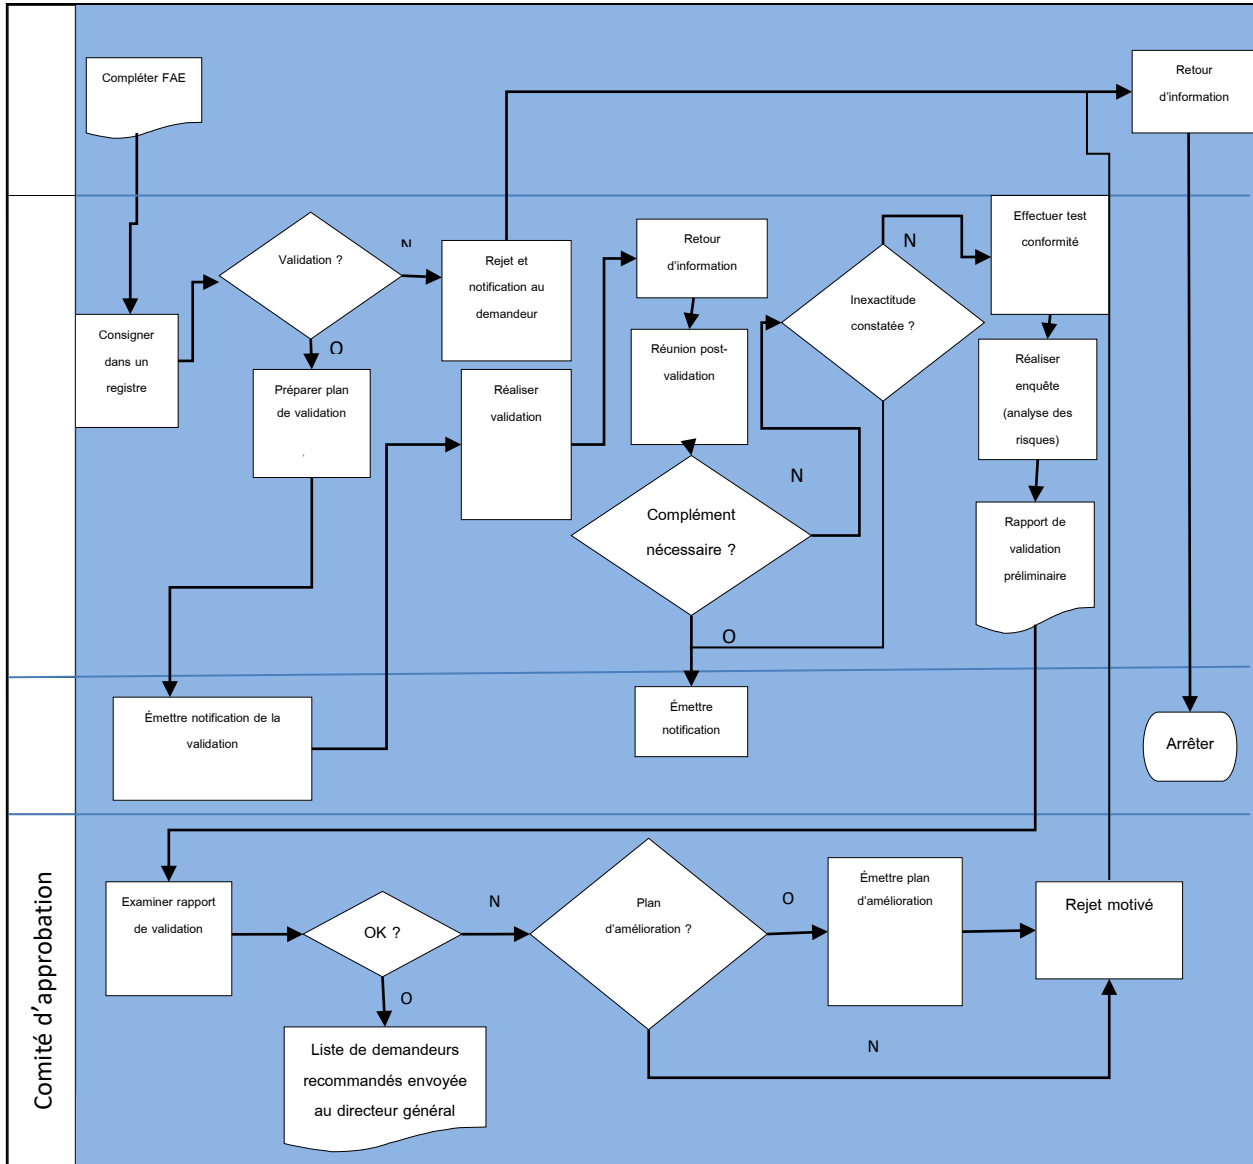 Compléter FAE
Retour
d'information
Validation ?
N
Rejet et
notification au
demandeur
Retour
d'information
N
Inexactitude
constatée ?
Effectuer test
conformité
Consigner
dans un
registre
O
Préparer plan
de validation
Réaliser
validation
Réunion post-
validation
Réaliser
enquête
(analyse des
risques)
N
Complément
nécessaire ?
O
Rapport de
validation
préliminaire
Émettre notification de la
validation
Émettre
notification
Arrêter
Comité d'approbation
Examiner rapport
de validation
OK ?
N
O
Plan
d'amélioration ?
O
Émettre plan
d'amélioration
Rejet motivé
N
Liste de demandeurs
recommandés envoyée
au directeur général